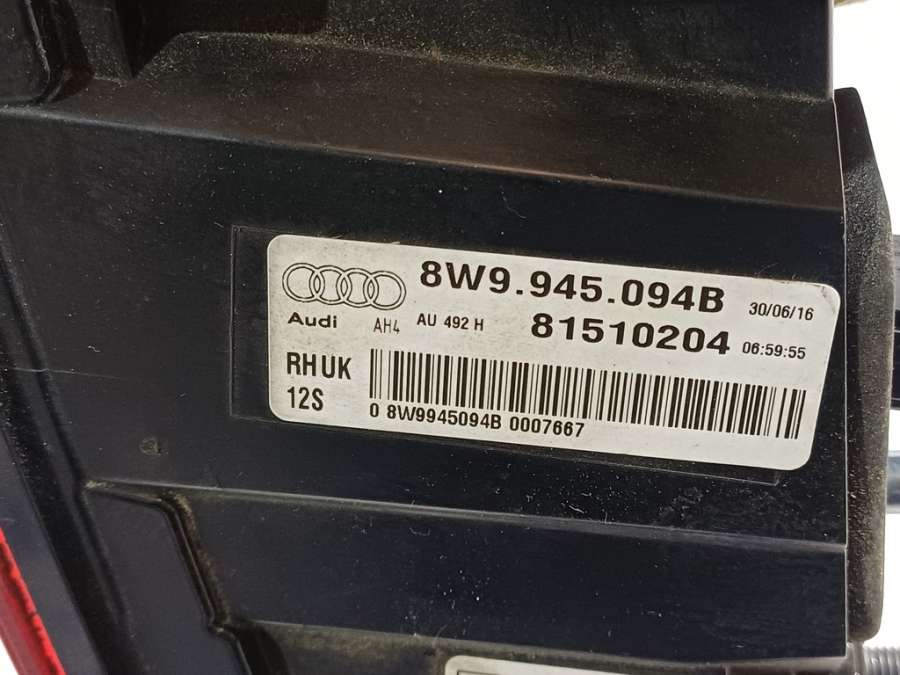 8W9.945.094B 30/06/16
Audi AH4 AU 492 H 81510204 06:59:55
RH UK
12S
0 8W9945094B 0007667